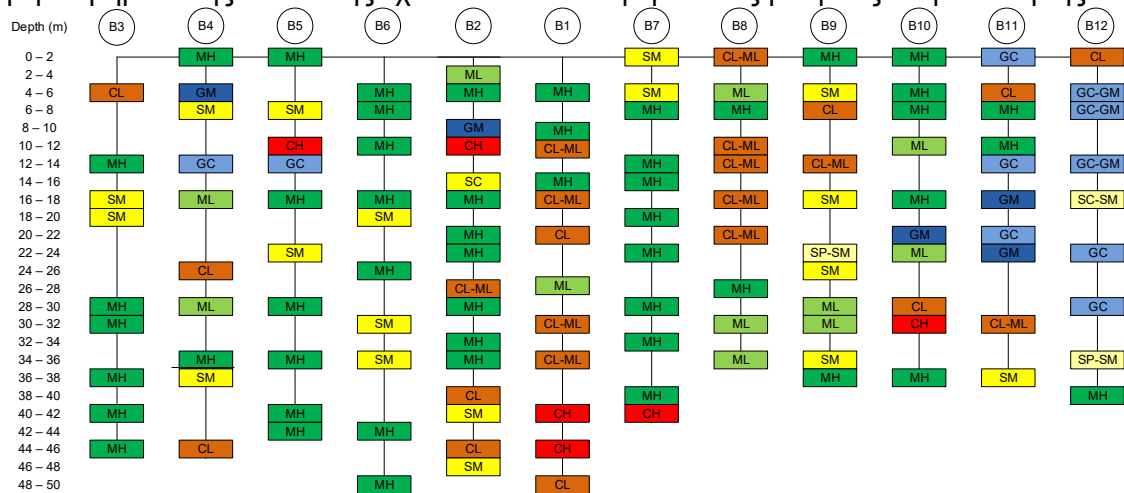 Depth (m) B3 B4 B5 B6 B2 B1 B7 B8 B9 B10 B11 B12
0 – 2 MH MH SM CL-ML MH MH GC CL
2 – 4 ML
4 – 6 CL GM MH MH MH SM ML SM MH CL GC-GM
6 – 8 SM SM MH MH MH CL MH MH GC-GM
8 – 10 GM MH
10 – 12 CH MH CH CL-ML CL-ML ML MH
12 – 14 MH GC GC MH CL-ML CL-ML GC GC-GM
14 – 16 SC MH MH
16 – 18 SM ML MH MH MH CL-ML CL-ML SM MH GM SC-SM
18 – 20 SM SM MH
20 – 22 MH CL CL-ML GM GC
22 – 24 SM MH MH SP-SM ML GM GC
24 – 26 CL MH SM
26 – 28 CL-ML ML MH
28 – 30 MH ML MH MH MH ML CL GC
30 – 32 MH SM CL-ML ML ML CH CL-ML
32 – 34 MH MH
34 – 36 MH MH SM MH CL-ML ML SM SP-SM
36 – 38 MH SM MH MH SM
38 – 40 CL MH MH
40 – 42 MH MH SM CH CH
42 – 44 MH MH
44 – 46 MH CL CL CH
46 – 48 SM
48 – 50 MH CL